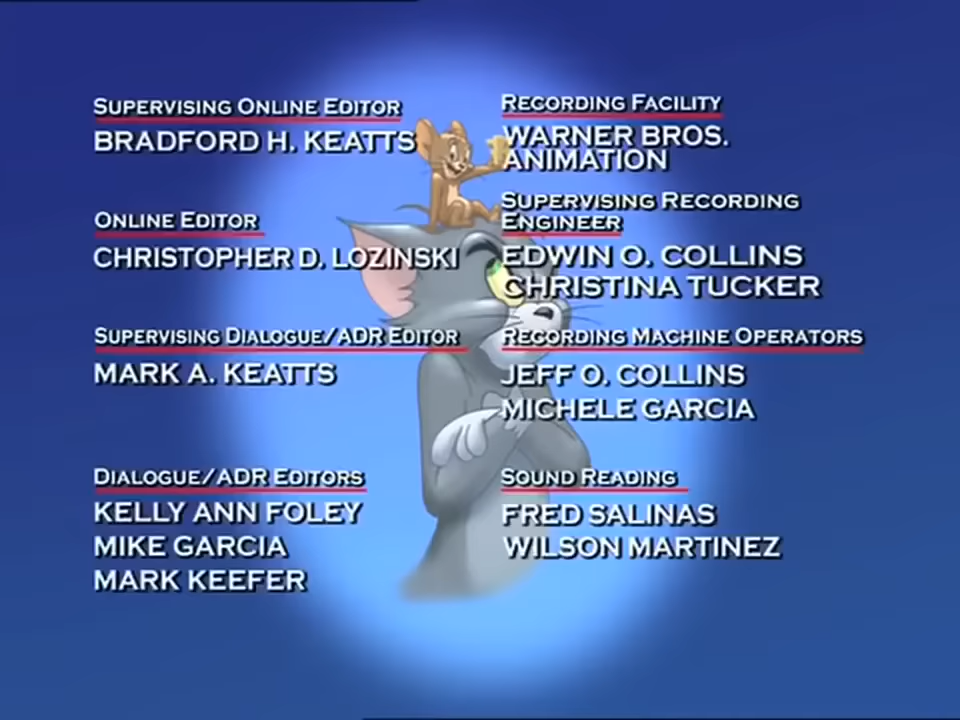 SUPERVISING ONLINE EDITOR
BRADFORD H. KEATTS
ONLINE EDITOR
CHRISTOPHER D. LOZINSKI
SUPERVISING DIALOGUE/ADR EDITOR
MARK A. KEATTS
DIALOGUE/ADR EDITORS
KELLY ANN FOLEY
MIKE GARCIA
MARK KEEFER
RECORDING FACILITY
WARNER BROS.
ANIMATION
SUPERVISING RECORDING
ENGINEER
EDWIN O. COLLINS
CHRISTINA TUCKER
RECORDING MACHINE OPERATORS
JEFF O. COLLINS
MICHELE GARCIA
SOUND READING
FRED SALINAS
WILSON MARTINEZ